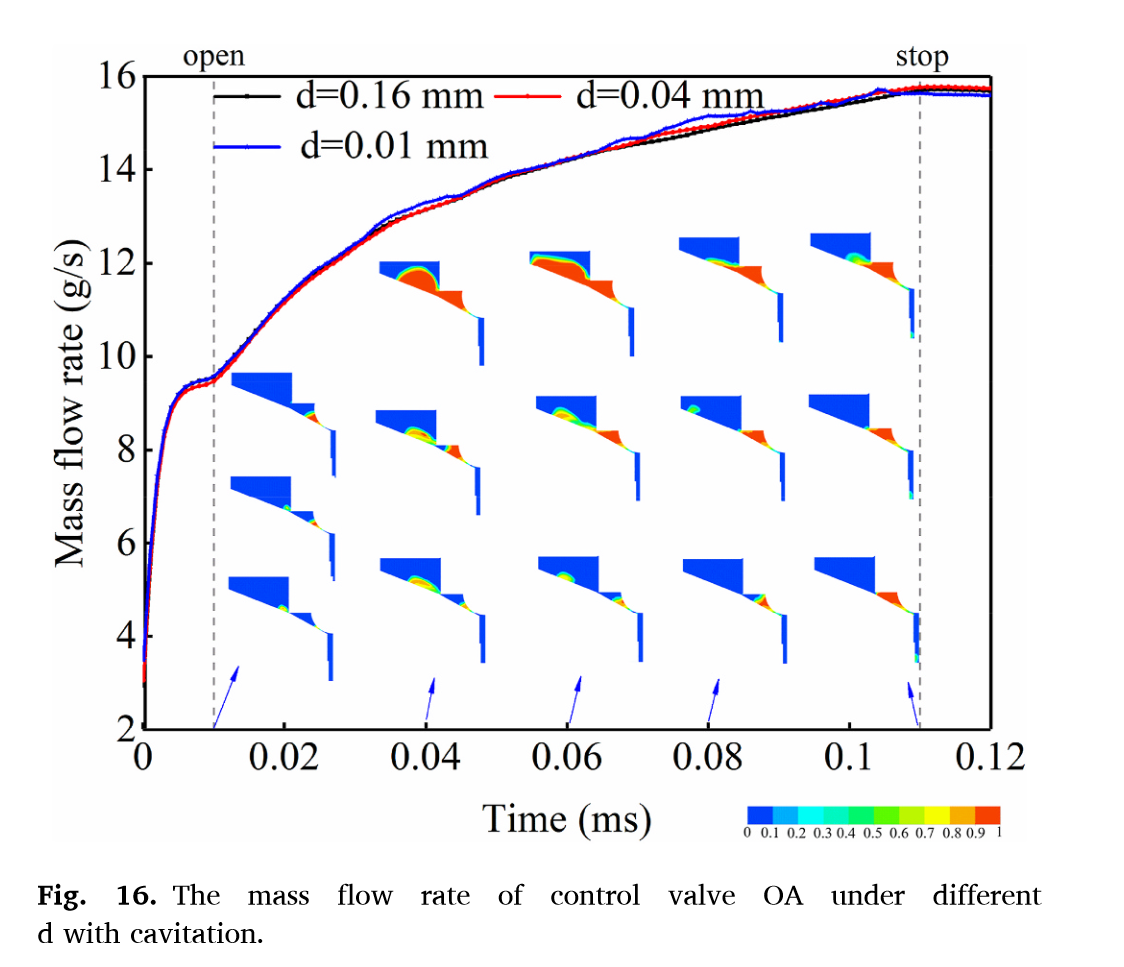 open
stop
16
14
12
10
8
6
4
2
d=0.16 mm
d=0.04 mm
d=0.01 mm
Mass flow rate (g/s)
0
0.02
0.04
0.06
0.08
0.1
0.12
Time (ms)
0 0.1 0.2 0.3 0.4 0.5 0.6 0.7 0.8 0.9 1
Fig. 16. The mass flow rate of control valve OA under different
d with cavitation.